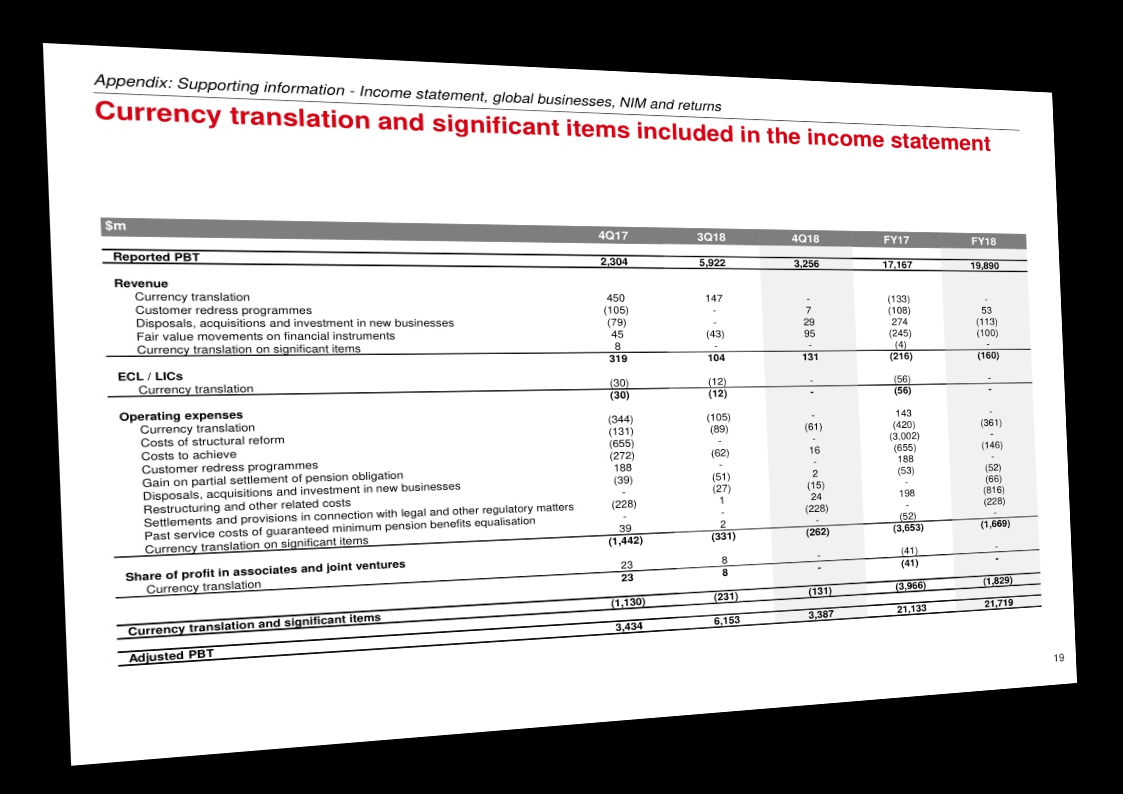 Appendix: Supporting information - Income statement, global businesses, NIM and returns
Currency translation and significant items included in the income statement
$m 4Q17 3Q18 4Q18 FY17 FY18
Reported PBT 2,304 5,922 3,256 17,167 19,890
Revenue
Currency translation 450 147 - (133) -
Customer redress programmes (105) - 7 (108) 53
Disposals, acquisitions and investment in new businesses (79) - 29 274 (113)
Fair value movements on financial instruments 45 (43) 95 (245) (100)
Currency translation on significant items 8 - - (4) -
319 104 131 (216) (160)
ECL / LICs
Currency translation (30) (12) - (56) -
(30) (12) - (56) -
Operating expenses
Currency translation (344) (105) - 143 -
Costs of structural reform (131) (89) (61) (420) (361)
Costs to achieve (655) - - (3,002) -
Customer redress programmes (272) (62) 16 (655) (146)
Gain on partial settlement of pension obligation 188 - - 188 -
Disposals, acquisitions and investment in new businesses (39) (51) 2 (53) (52)
Restructuring and other related costs - (27) (15) - (66)
Settlements and provisions in connection with legal and other regulatory matters (228) 1 24 198 (816)
Past service costs of guaranteed minimum pension benefits equalisation - - (228) - (228)
Currency translation on significant items 39 2 - (52) -
(1,442) (331) (262) (3,653) (1,669)
Share of profit in associates and joint ventures
Currency translation 23 8 - (41) -
23 8 - (41) -
Currency translation and significant items (1,130) (231) (131) (3,966) (1,829)
Adjusted PBT 3,434 6,153 3,387 21,133 21,719
19